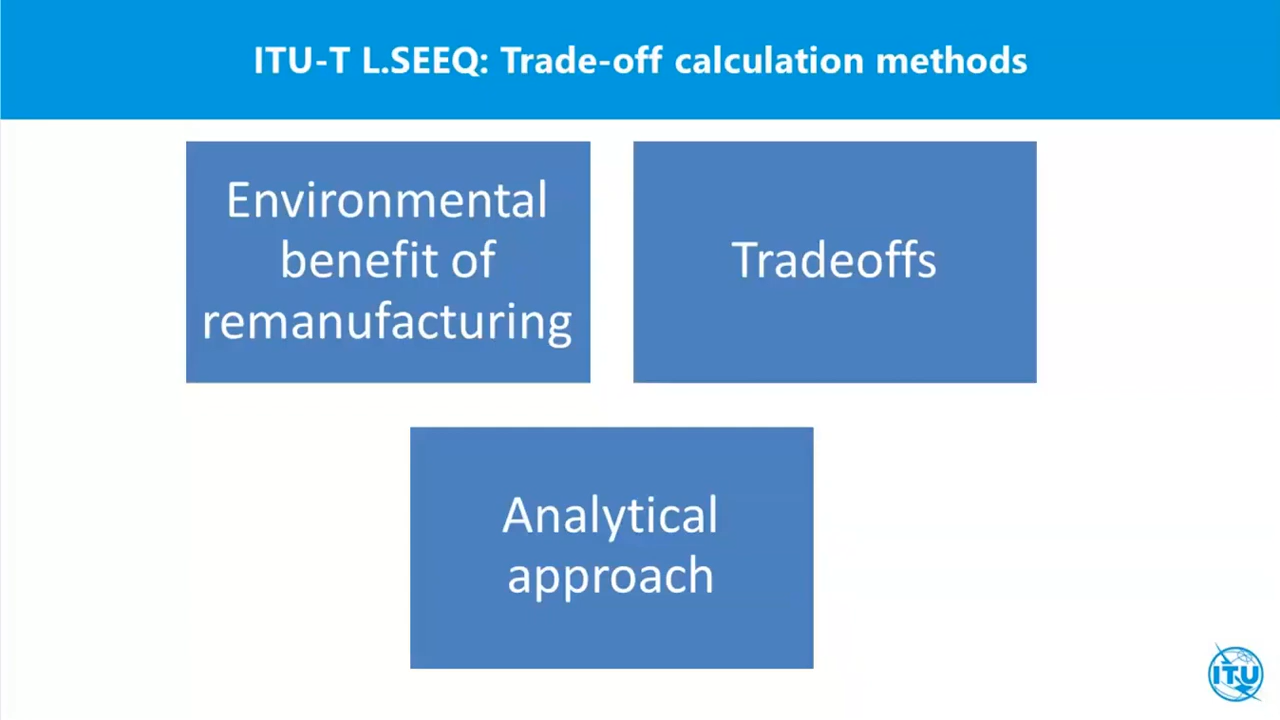 ITU-T L.SEEQ: Trade-off calculation methods
Environmental
benefit of
remanufacturing
Tradeoffs
Analytical
approach
ITU